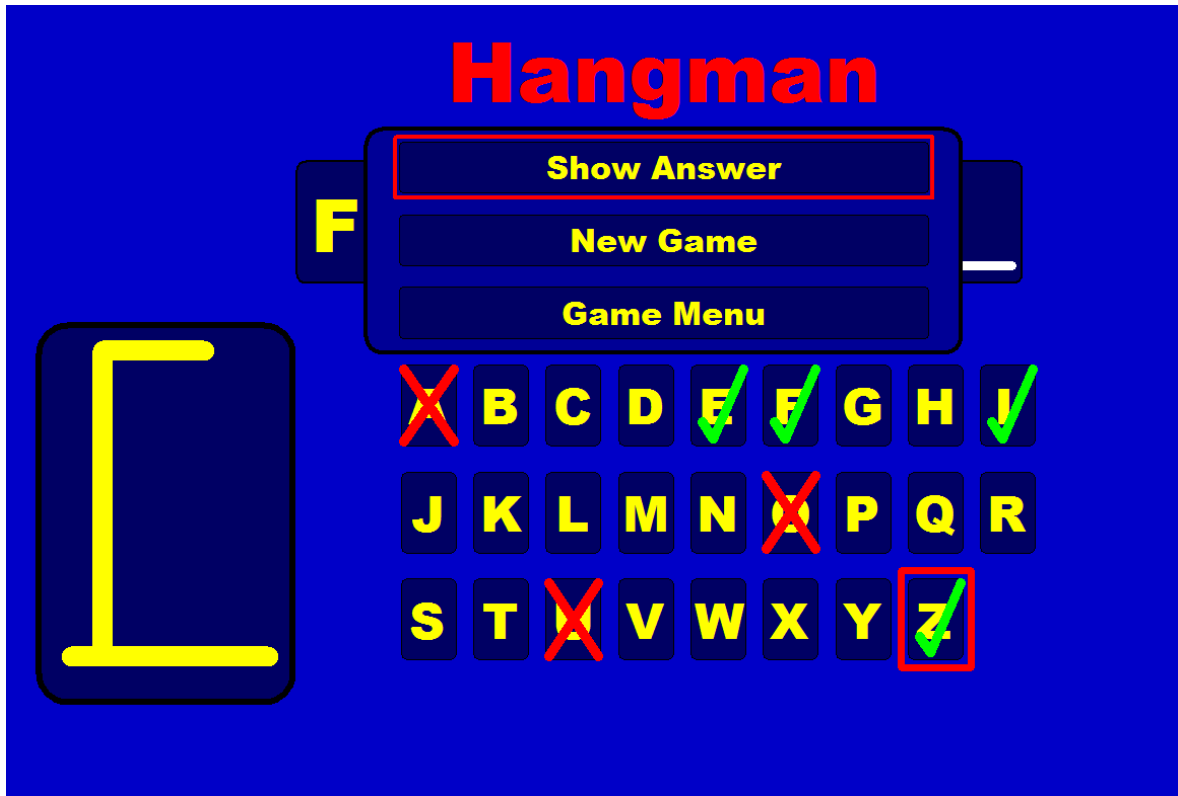 Hangman
Show Answer
F
New Game
Game Menu
A B C D E F G H I
J K L M N O P Q R
S T U V W X Y Z